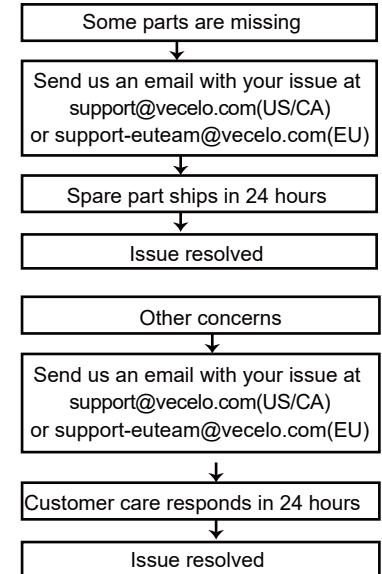 Some parts are missing
Send us an email with your issue at
support@vecelo.com(US/CA)
or support-euteam@vecelo.com(EU)
Spare part ships in 24 hours
Issue resolved
Other concerns
Send us an email with your issue at
support@vecelo.com(US/CA)
or support-euteam@vecelo.com(EU)
Customer care responds in 24 hours
Issue resolved